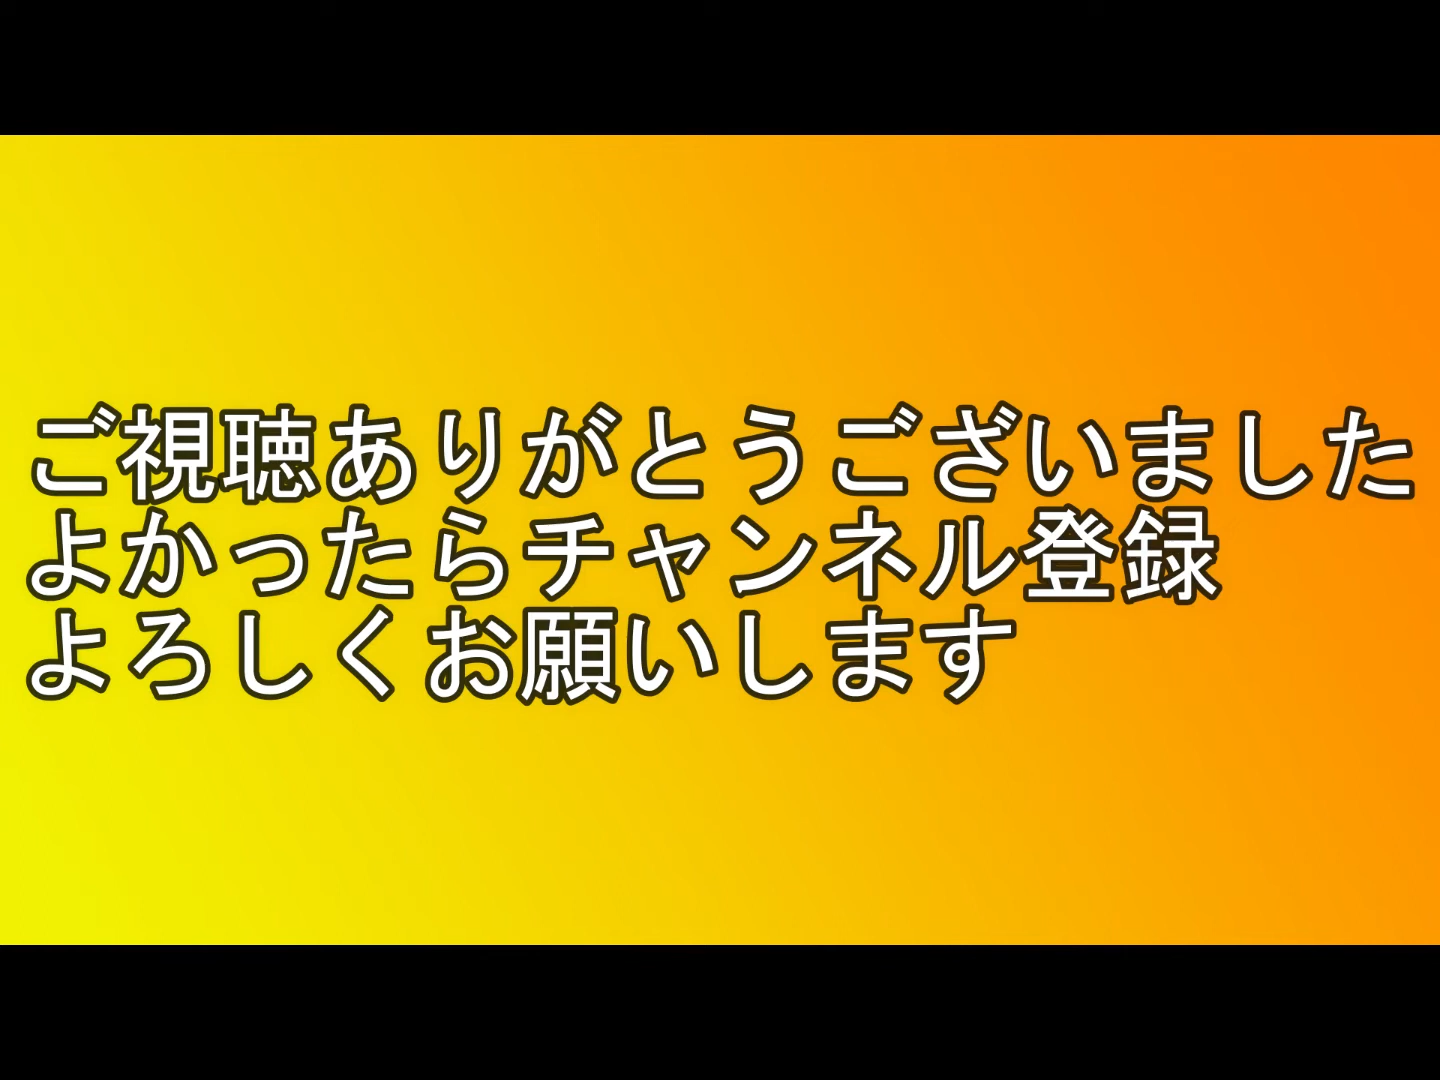 ご視聴ありがとうございました
よかったらチャンネル登録
よろしくお願いします